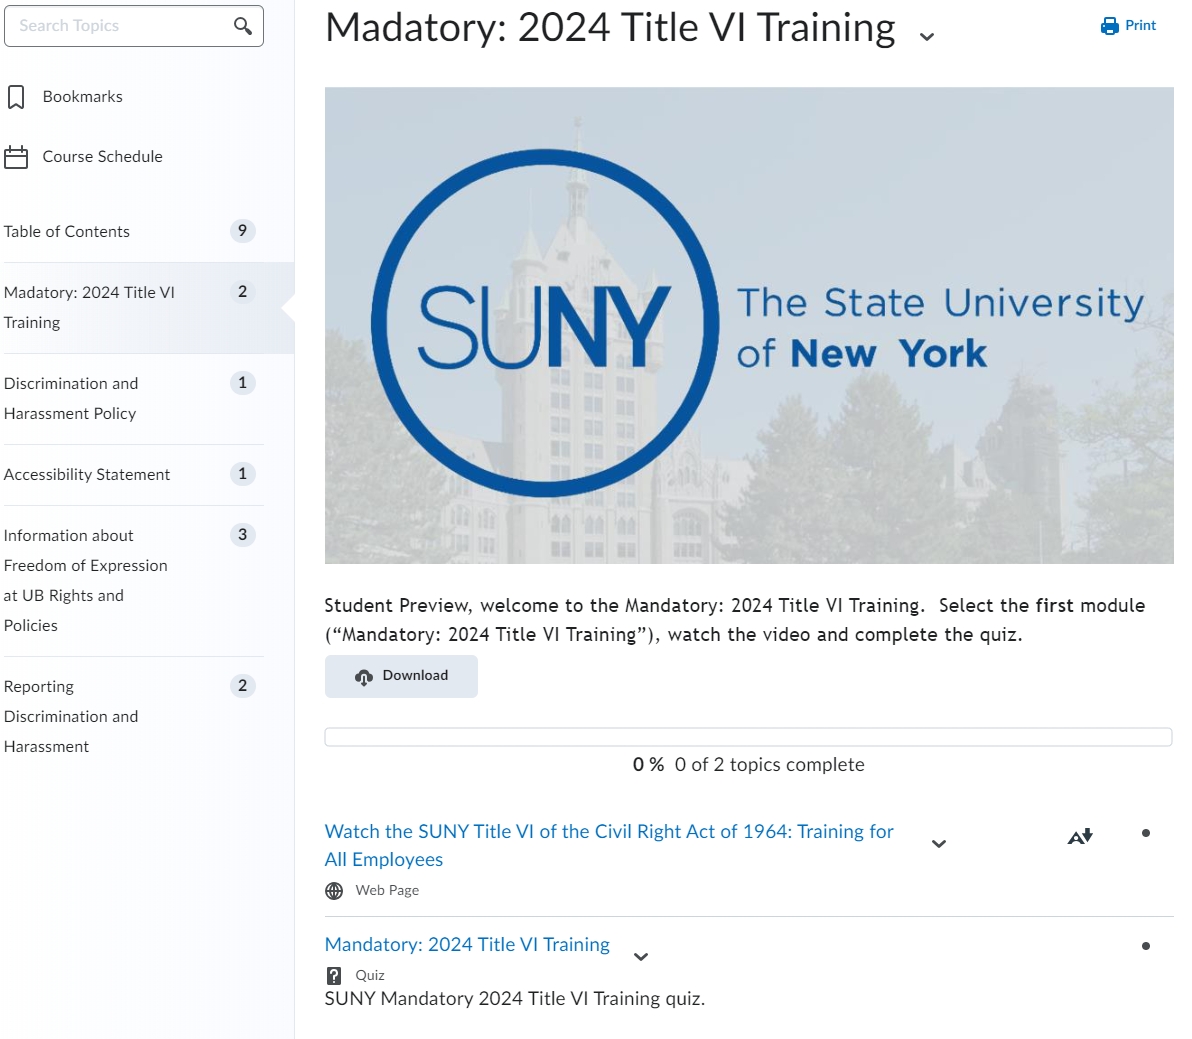 Search Topics
Bookmarks
Course Schedule
Table of Contents 9
Madatory: 2024 Title VI 2
Training
Discrimination and 1
Harassment Policy
Accessibility Statement 1
Information about 3
Freedom of Expression
at UB Rights and
Policies
Reporting 2
Discrimination and
Harassment
Madatory: 2024 Title VI Training
Print
SUNY
The State University
of New York
Student Preview, welcome to the Mandatory: 2024 Title VI Training.  Select the first module
(“Mandatory: 2024 Title VI Training”), watch the video and complete the quiz.
Download
0 % 0 of 2 topics complete
Watch the SUNY Title VI of the Civil Right Act of 1964: Training for
All Employees
Web Page
Mandatory: 2024 Title VI Training
Quiz
SUNY Mandatory 2024 Title VI Training quiz.